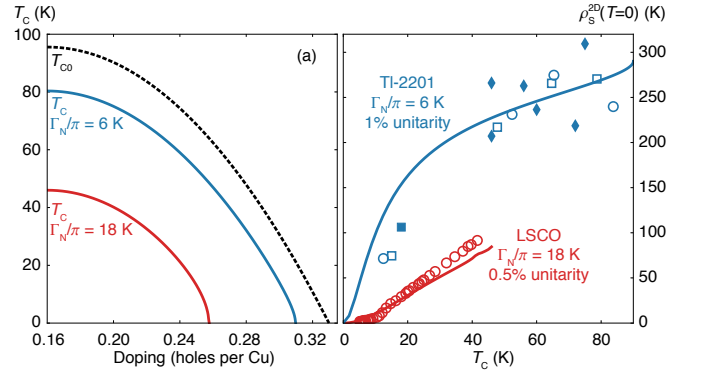 T_C (K)
ρ_S^2D(T=0) (K)
100
80
60
40
20
0
(a)
T_C0
T_C
Γ_N/π = 6 K
T_C
Γ_N/π = 18 K
0.16
0.20
0.24
0.28
0.32
Doping (holes per Cu)
Tl-2201
Γ_N/π = 6 K
1% unitarity
LSCO
Γ_N/π = 18 K
0.5% unitarity
300
250
200
150
100
50
0
0
20
40
60
80
T_C (K)